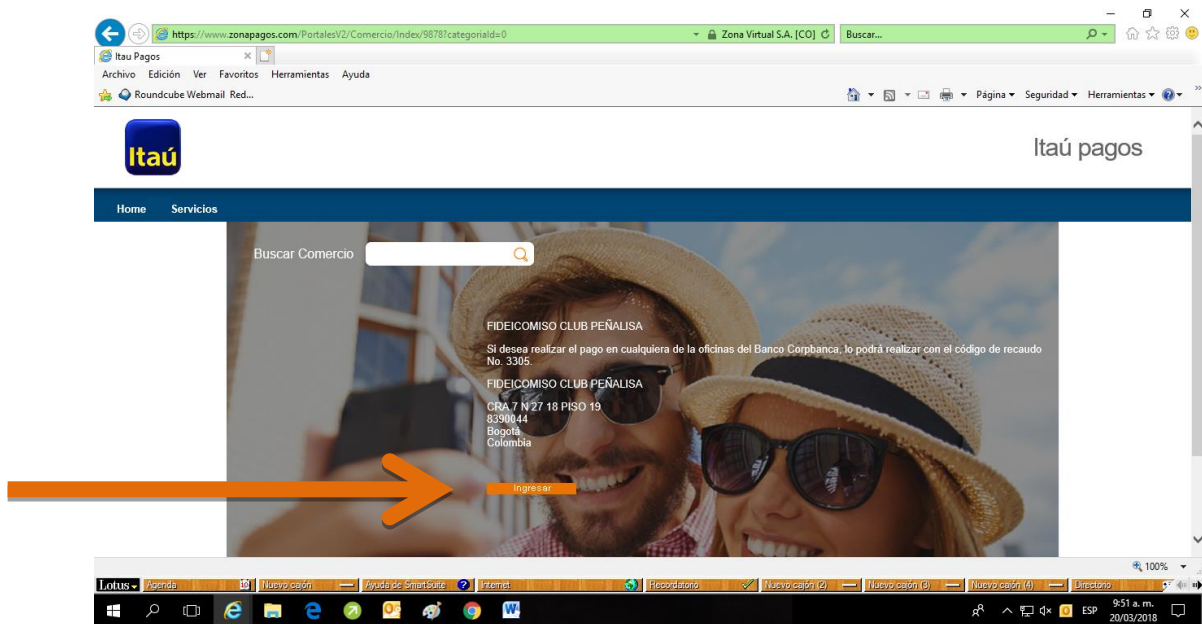 https://www.zonapagos.com/PortalesV2/Comercio/Index/9878?categoriaId=0
Zona Virtual S.A. [CO]
Buscar...
Itau Pagos
Archivo Edición Ver Favoritos Herramientas Ayuda
Roundcube Webmail Red...
Página Seguridad Herramientas
Itaú
Itaú pagos
Home Servicios
Buscar Comercio
FIDEICOMISO CLUB PEÑALISA
Si desea realizar el pago en cualquiera de la oficinas del Banco Corpbanca, lo podrá realizar con el código de recaudo
No. 3305.
FIDEICOMISO CLUB PEÑALISA
CRA 7 N 27 18 PISO 19
8390044
Bogotá
Colombia
Ingresar
100%
Lotus Agenda Nuevo cajón Ayuda de SmartSuite Internet Recordatorio Nuevo cajón (2) Nuevo cajón (3) Nuevo cajón (4) Directorio
ESP
9:51 a. m.
20/03/2018